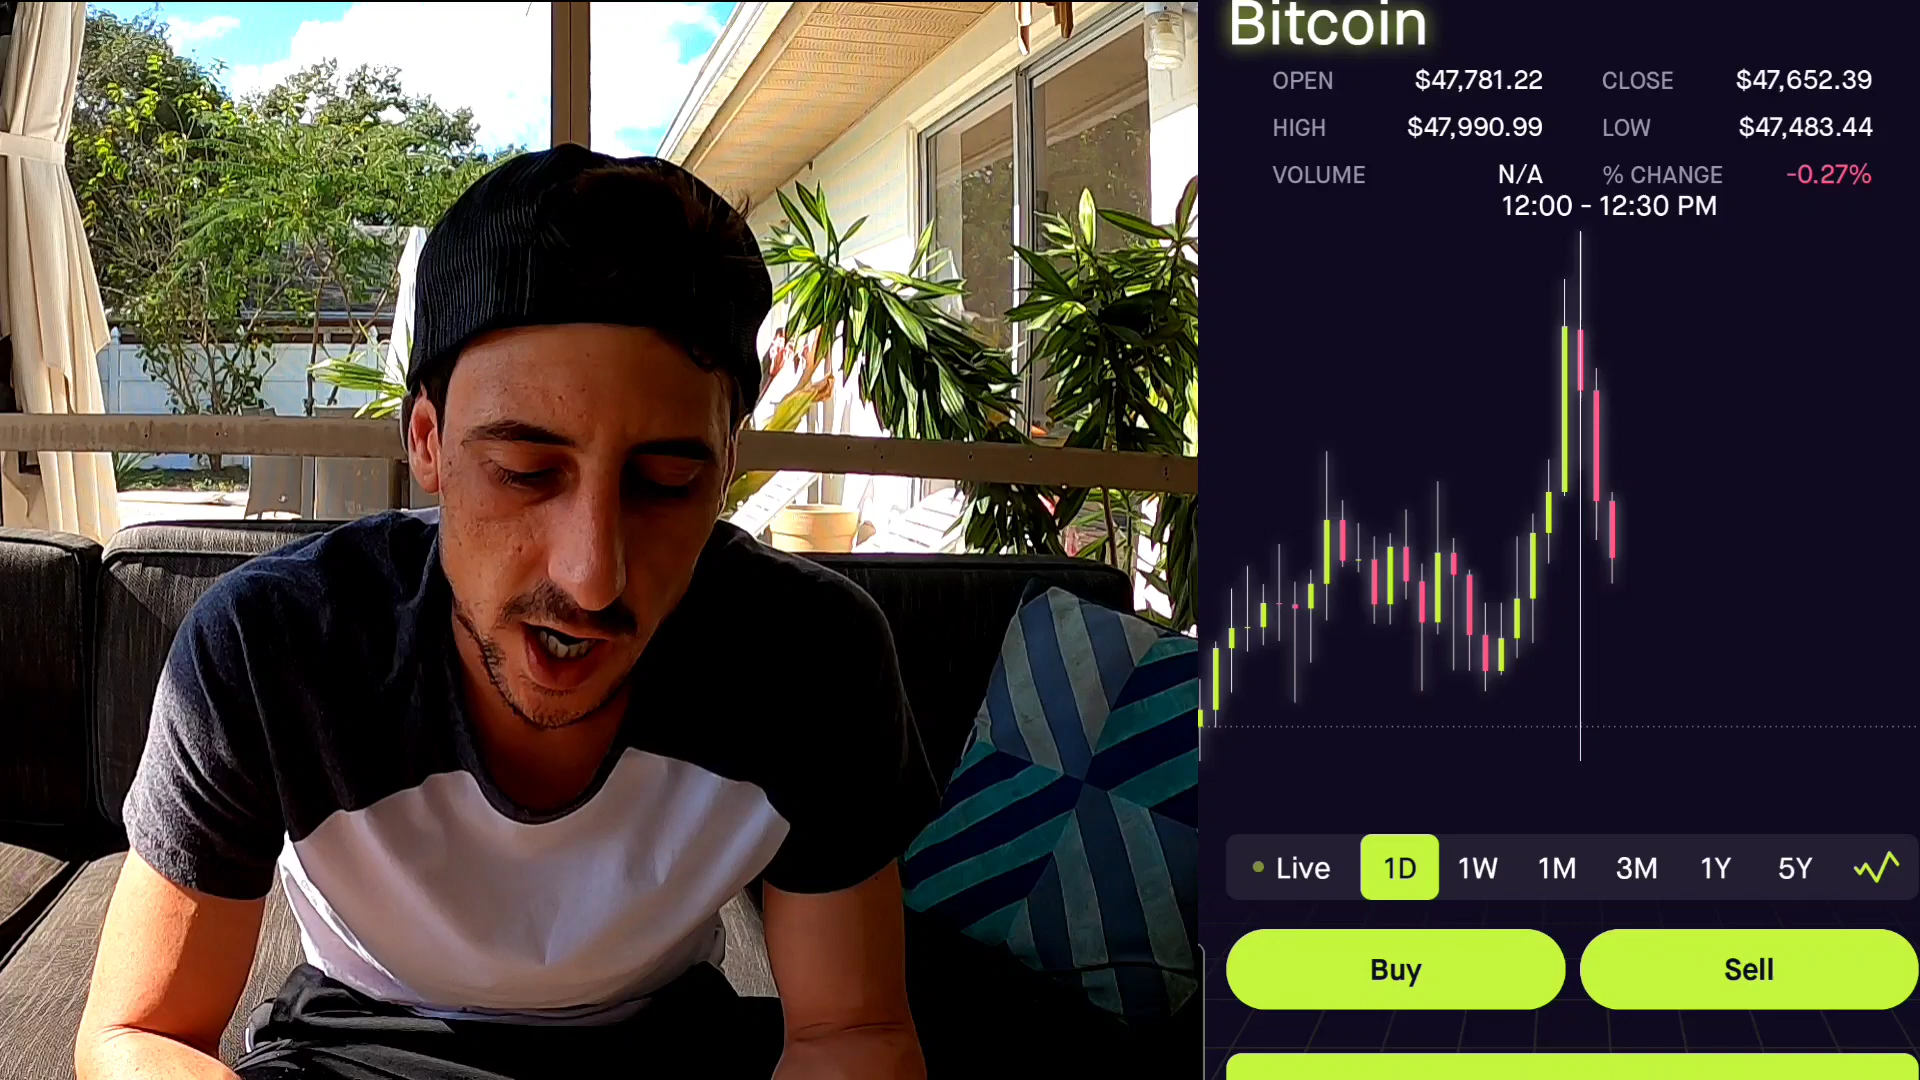 Bitcoin
OPEN $47,781.22 CLOSE $47,652.39
HIGH $47,990.99 LOW $47,483.44
VOLUME N/A % CHANGE -0.27%
12:00 - 12:30 PM
Live 1D 1W 1M 3M 1Y 5Y
Buy Sell